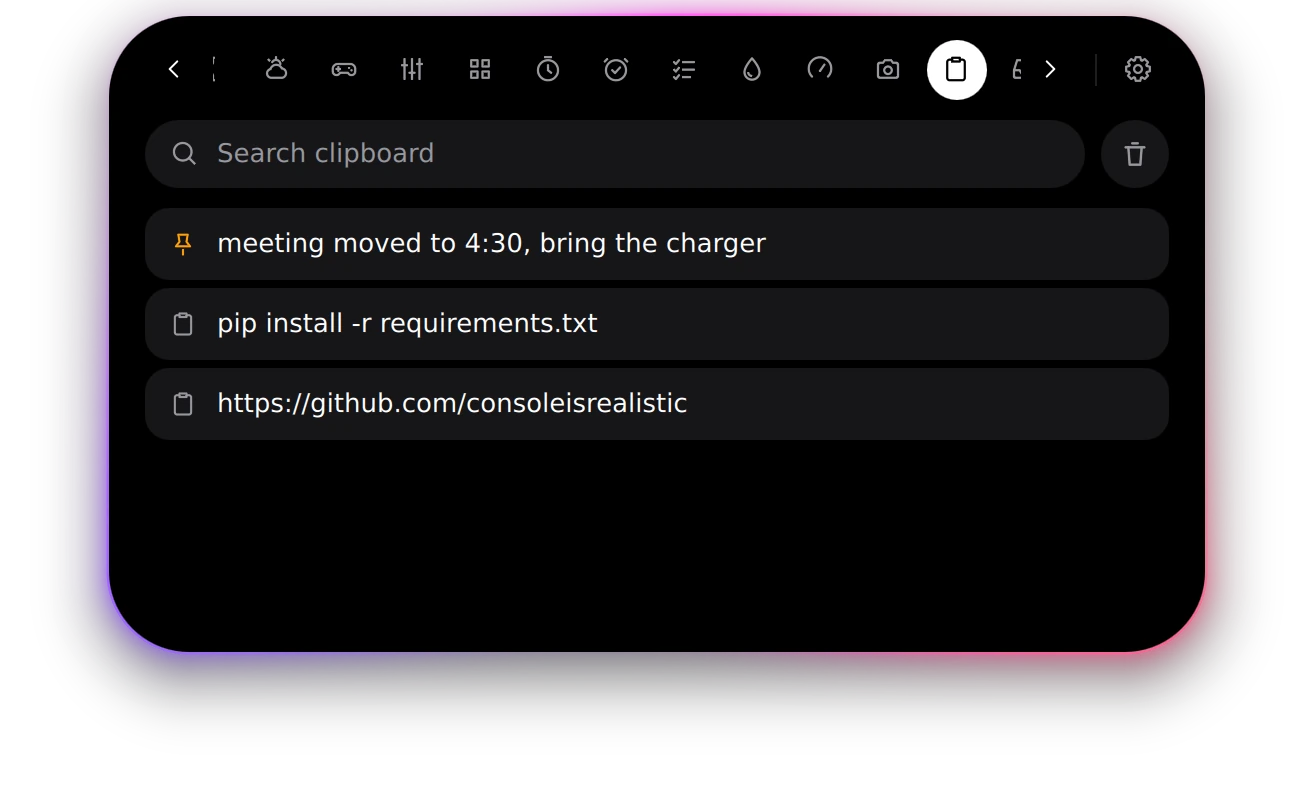 Search clipboard
meeting moved to 4:30, bring the charger
pip install -r requirements.txt
https://github.com/consoleisrealistic